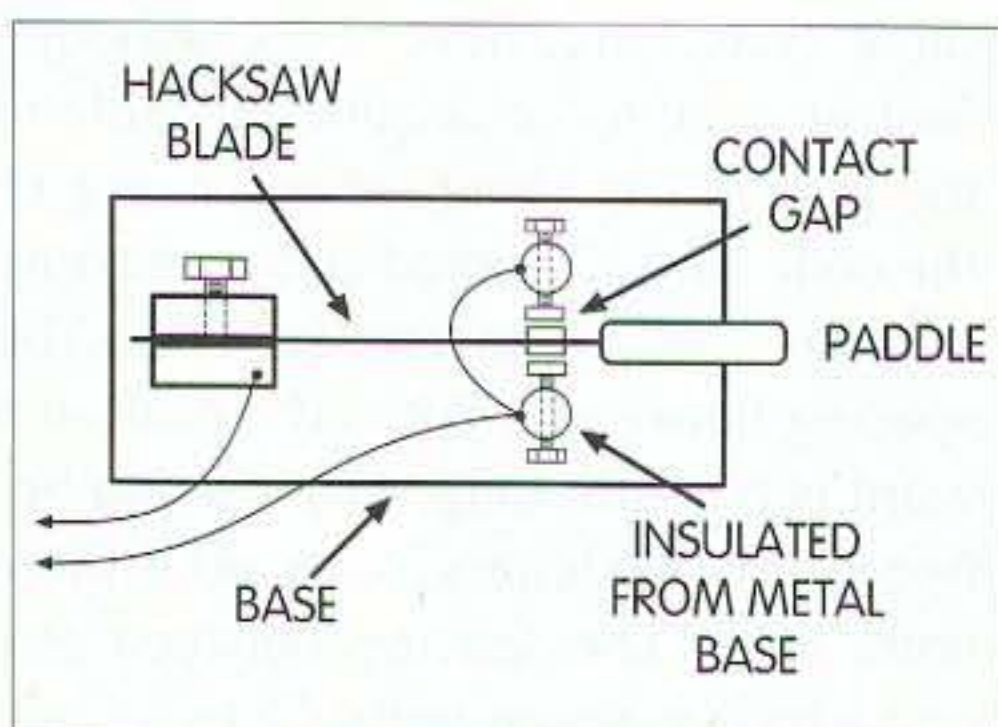 HACKSAW
BLADE
CONTACT
GAP
PADDLE
INSULATED
FROM METAL
BASE
BASE